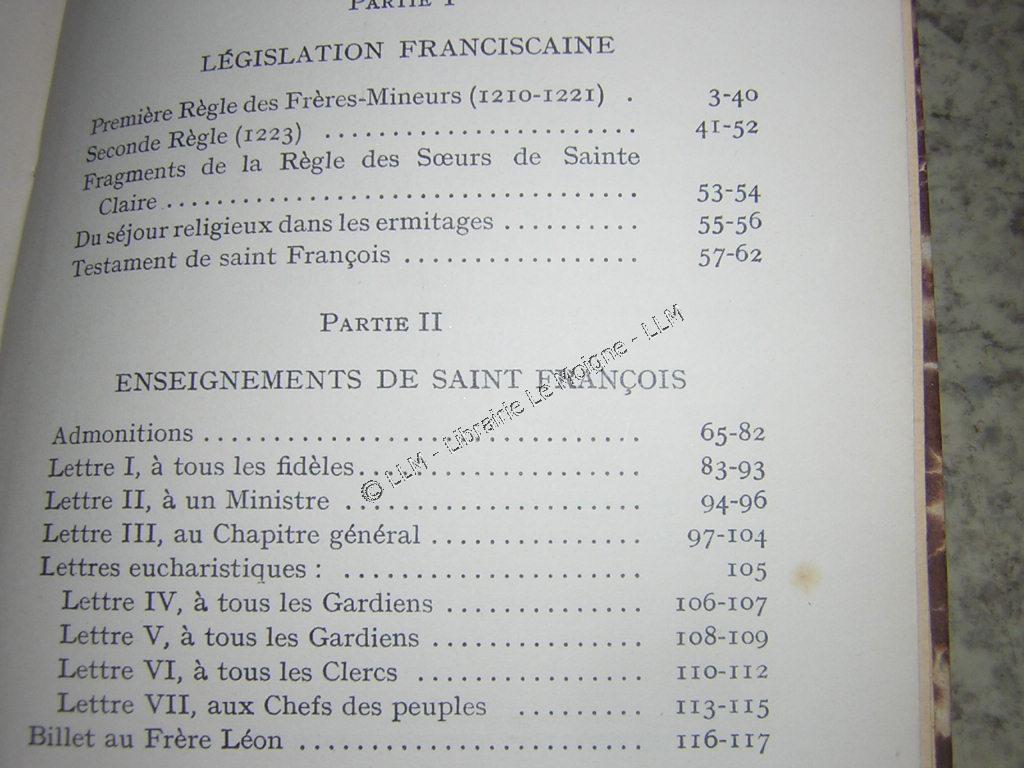 PARTIE I
LÉGISLATION FRANCISCAINE
Première Règle des Frères-Mineurs (1210-1221) . 3-40
Seconde Règle (1223) ....................... 41-52
Fragments de la Règle des Sœurs de Sainte
Claire .................................. 53-54
Du séjour religieux dans les ermitages .......... 55-56
Testament de saint François ................. 57-62
PARTIE II
ENSEIGNEMENTS DE SAINT FRANÇOIS
Admonitions ................................ 65-82
Lettre I, à tous les fidèles..................... 83-93
Lettre II, à un Ministre ...................... 94-96
Lettre III, au Chapitre général ................ 97-104
Lettres eucharistiques : ...................... 105
Lettre IV, à tous les Gardiens .............. 106-107
Lettre V, à tous les Gardiens ............... 108-109
Lettre VI, à tous les Clercs ................ 110-112
Lettre VII, aux Chefs des peuples ......... 113-115
Billet au Frère Léon ......................... 116-117
© LLM - Librairie Le Moigne - LLM